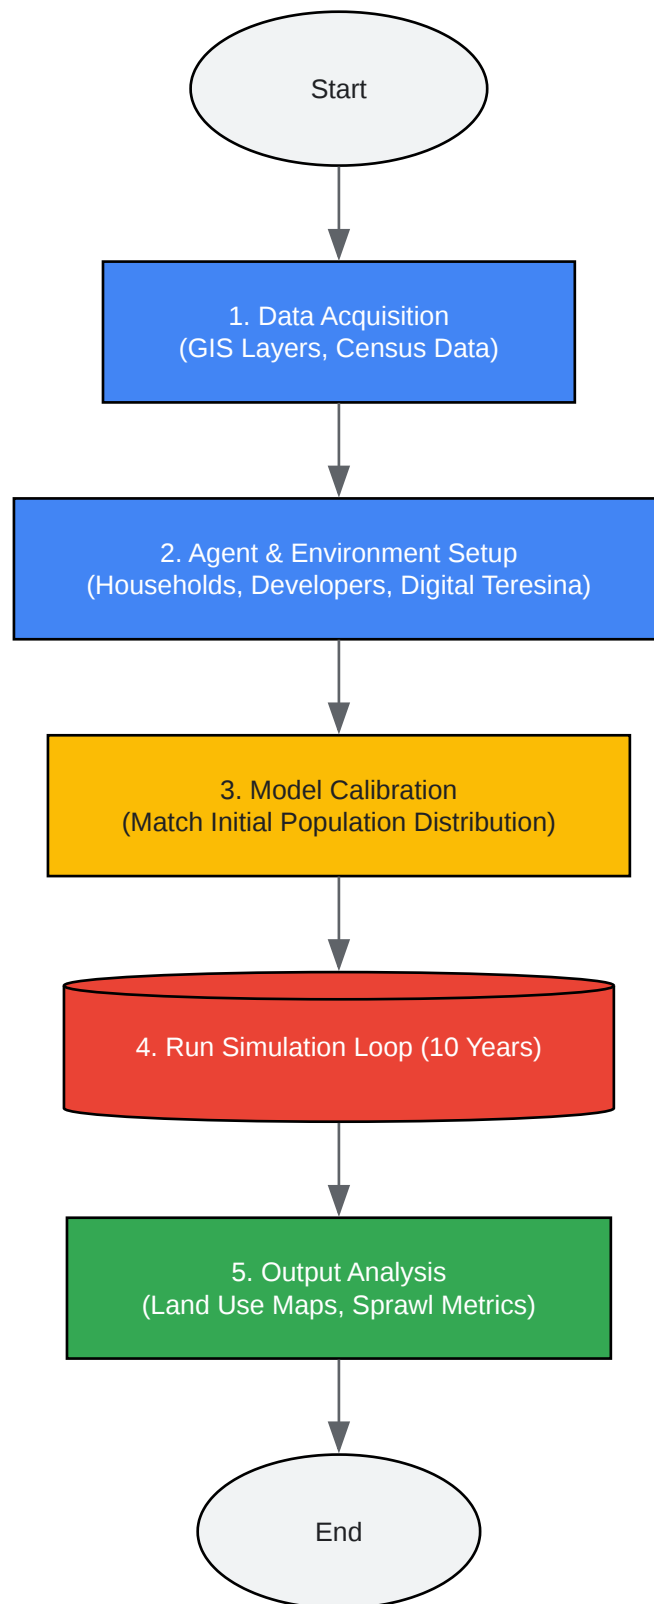 Start
1. Data Acquisition
(GIS Layers, Census Data)
2. Agent & Environment Setup
(Households, Developers, Digital Teresina)
3. Model Calibration
(Match Initial Population Distribution)
4. Run Simulation Loop (10 Years)
5. Output Analysis
(Land Use Maps, Sprawl Metrics)
End